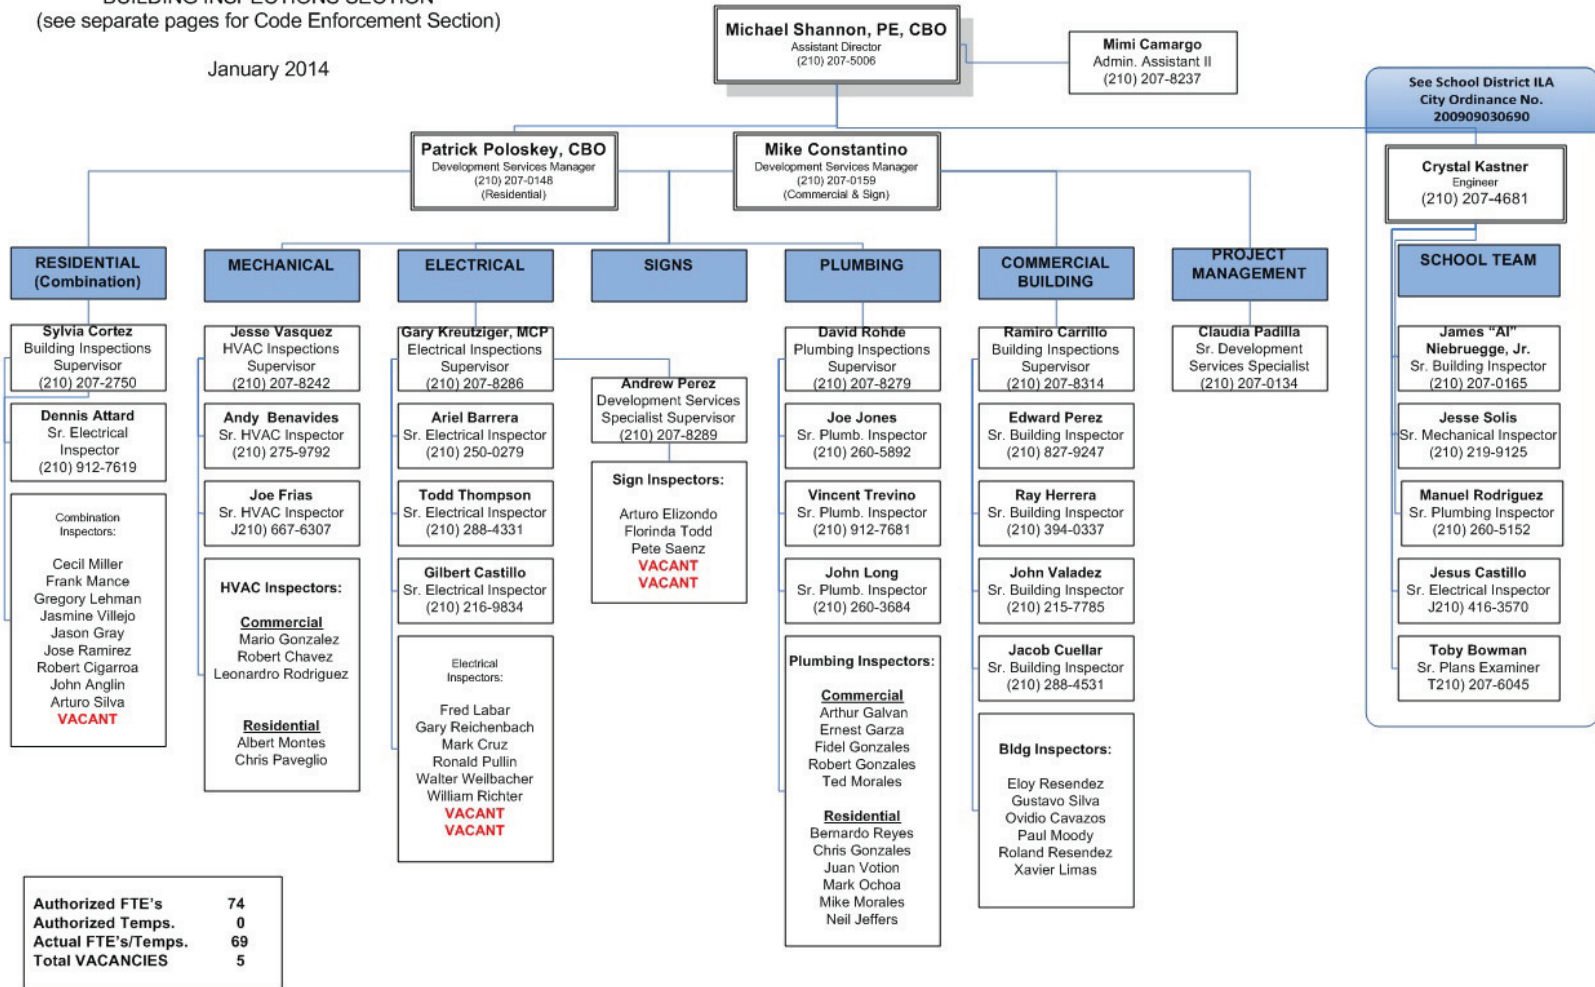 BUILDING INSPECTIONS SECTION
(see separate pages for Code Enforcement Section)
January 2014
Michael Shannon, PE, CBO
Assistant Director
(210) 207-5006
Mimi Camargo
Admin. Assistant II
(210) 207-8237
See School District ILA
City Ordinance No.
200909030690
Patrick Poloskey, CBO
Development Services Manager
(210) 207-0148
(Residential)
Mike Constantino
Development Services Manager
(210) 207-0159
(Commercial & Sign)
Crystal Kastner
Engineer
(210) 207-4681
RESIDENTIAL
(Combination)
Sylvia Cortez
Building Inspections
Supervisor
(210) 207-2750
Dennis Attard
Sr. Electrical
Inspector
(210) 912-7619
Combination
Inspectors:
Cecil Miller
Frank Mance
Gregory Lehman
Jasmine Villejo
Jason Gray
Jose Ramirez
Robert Cigarroa
John Anglin
Arturo Silva
VACANT
MECHANICAL
Jesse Vasquez
HVAC Inspections
Supervisor
(210) 207-8242
Andy Benavides
Sr. HVAC Inspector
(210) 275-9792
Joe Frias
Sr. HVAC Inspector
J210) 667-6307
HVAC Inspectors:
Commercial
Mario Gonzalez
Robert Chavez
Leonardro Rodriguez
Residential
Albert Montes
Chris Paveglio
ELECTRICAL
Gary Kreutziger, MCP
Electrical Inspections
Supervisor
(210) 207-8286
Ariel Barrera
Sr. Electrical Inspector
(210) 250-0279
Todd Thompson
Sr. Electrical Inspector
(210) 288-4331
Gilbert Castillo
Sr. Electrical Inspector
(210) 216-9834
Electrical
Inspectors:
Fred Labar
Gary Reichenbach
Mark Cruz
Ronald Pullin
Walter Weilbacher
William Richter
VACANT
VACANT
SIGNS
Andrew Perez
Development Services
Specialist Supervisor
(210) 207-8289
Sign Inspectors:
Arturo Elizondo
Florinda Todd
Pete Saenz
VACANT
VACANT
PLUMBING
David Rohde
Plumbing Inspections
Supervisor
(210) 207-8279
Joe Jones
Sr. Plumb. Inspector
(210) 260-5892
Vincent Trevino
Sr. Plumb. Inspector
(210) 912-7681
John Long
Sr. Plumb. Inspector
(210) 260-3684
Plumbing Inspectors:
Commercial
Arthur Galvan
Ernest Garza
Fidel Gonzales
Robert Gonzales
Ted Morales
Residential
Bernardo Reyes
Chris Gonzales
Juan Votion
Mark Ochoa
Mike Morales
Neil Jeffers
COMMERCIAL
BUILDING
Ramiro Carrillo
Building Inspections
Supervisor
(210) 207-8314
Edward Perez
Sr. Building Inspector
(210) 827-9247
Ray Herrera
Sr. Building Inspector
(210) 394-0337
John Valadez
Sr. Building Inspector
(210) 215-7785
Jacob Cuellar
Sr. Building Inspector
(210) 288-4531
Bldg Inspectors:
Eloy Resendez
Gustavo Silva
Ovidio Cavazos
Paul Moody
Roland Resendez
Xavier Limas
PROJECT
MANAGEMENT
Claudia Padilla
Sr. Development
Services Specialist
(210) 207-0134
SCHOOL TEAM
James "Al"
Niebruegge, Jr.
Sr. Building Inspector
(210) 207-0165
Jesse Solis
Sr. Mechanical Inspector
(210) 219-9125
Manuel Rodriguez
Sr. Plumbing Inspector
(210) 260-5152
Jesus Castillo
Sr. Electrical Inspector
J210) 416-3570
Toby Bowman
Sr. Plans Examiner
T210) 207-6045
Authorized FTE's 74
Authorized Temps. 0
Actual FTE's/Temps. 69
Total VACANCIES 5